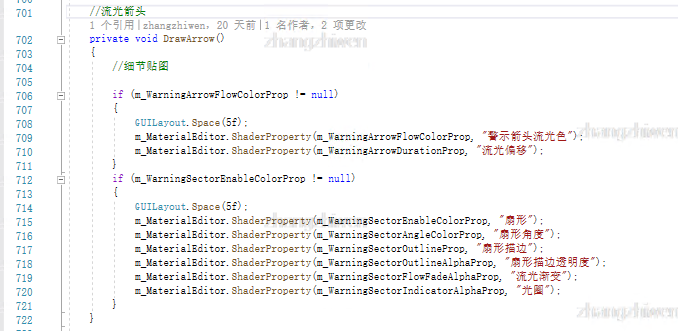 701 //流光箭头
1 个引用|zhangzhiwen，20 天前|1 名作者，2 项更改
702 private void DrawArrow()
703 {
704 //细节贴图
705
706 if (m_WarningArrowFlowColorProp != null)
707 {
708 GUILayout.Space(5f);
709 m_MaterialEditor.ShaderProperty(m_WarningArrowFlowColorProp, "警示箭头流光色");
710 m_MaterialEditor.ShaderProperty(m_WarningArrowDurationProp, "流光偏移");
711 }
712 if (m_WarningSectorEnableColorProp != null)
713 {
714 GUILayout.Space(5f);
715 m_MaterialEditor.ShaderProperty(m_WarningSectorEnableColorProp, "扇形");
716 m_MaterialEditor.ShaderProperty(m_WarningSectorAngleColorProp, "扇形角度");
717 m_MaterialEditor.ShaderProperty(m_WarningSectorOutlineProp, "扇形描边");
718 m_MaterialEditor.ShaderProperty(m_WarningSectorOutlineAlphaProp, "扇形描边透明度");
719 m_MaterialEditor.ShaderProperty(m_WarningSectorFlowFadeAlphaProp, "流光渐变");
720 m_MaterialEditor.ShaderProperty(m_WarningSectorIndicatorAlphaProp, "光圈");
721 }
722 }
zhangzhiwen
zhangzhiwen
zhangzhiwen
zhangzhiwen